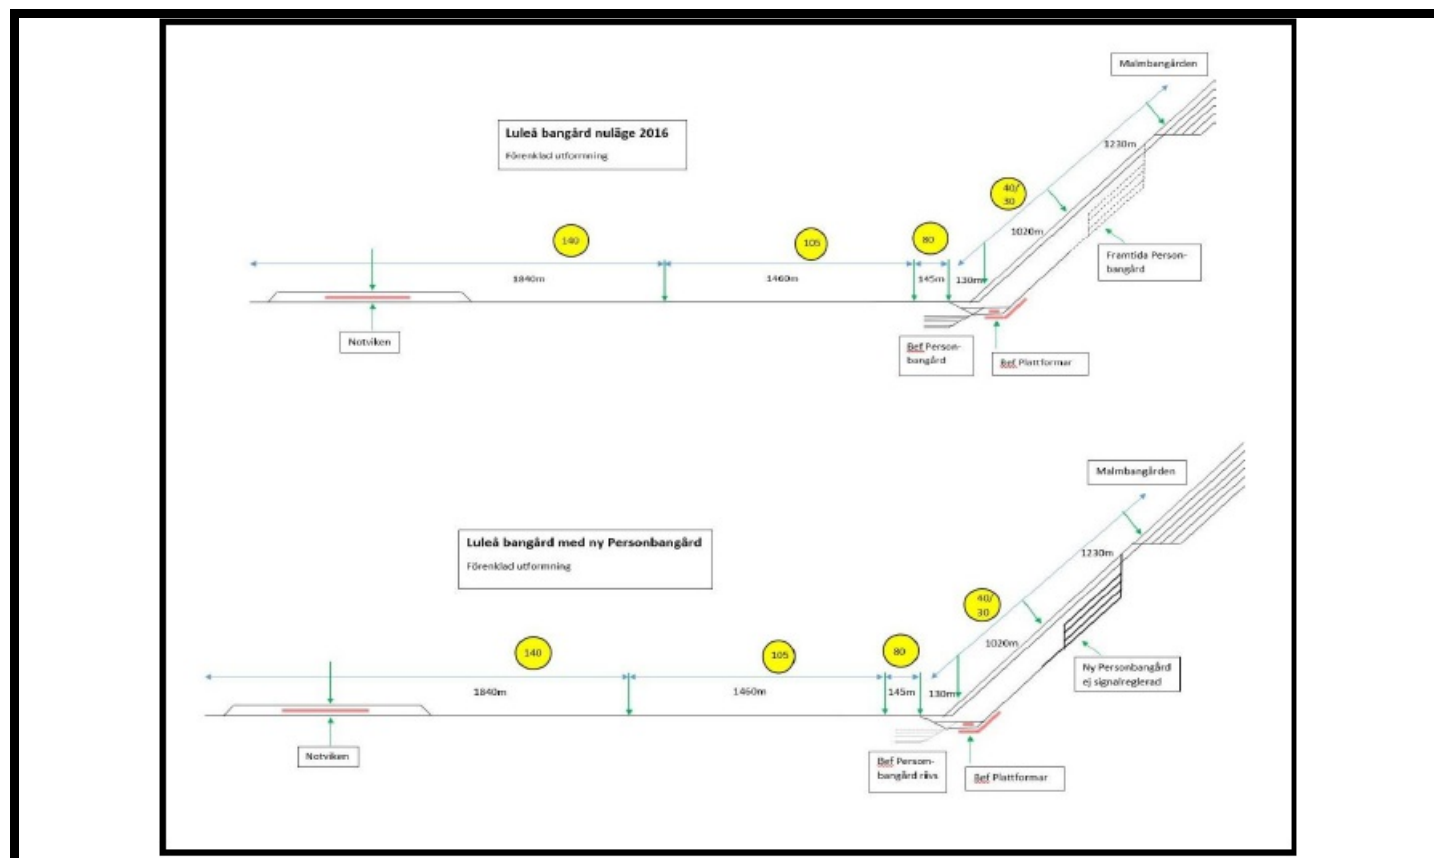 Malmbangården
Luleå bangård nuläge 2016
Förenklad utformning
1230m
40/
30
1020m
140
105
80
Framtida Person-
bangård
1840m
1460m
145m
130m
Notviken
Bef Person-
bangård
Bef Plattformar
Malmbangården
Luleå bangård med ny Personbangård
Förenklad utformning
1230m
40/
30
1020m
140
105
80
Ny Personbangård
ej signalreglerad
1840m
1460m
145m
130m
Notviken
Bef Person-
bangård rivs
Bef Plattformar